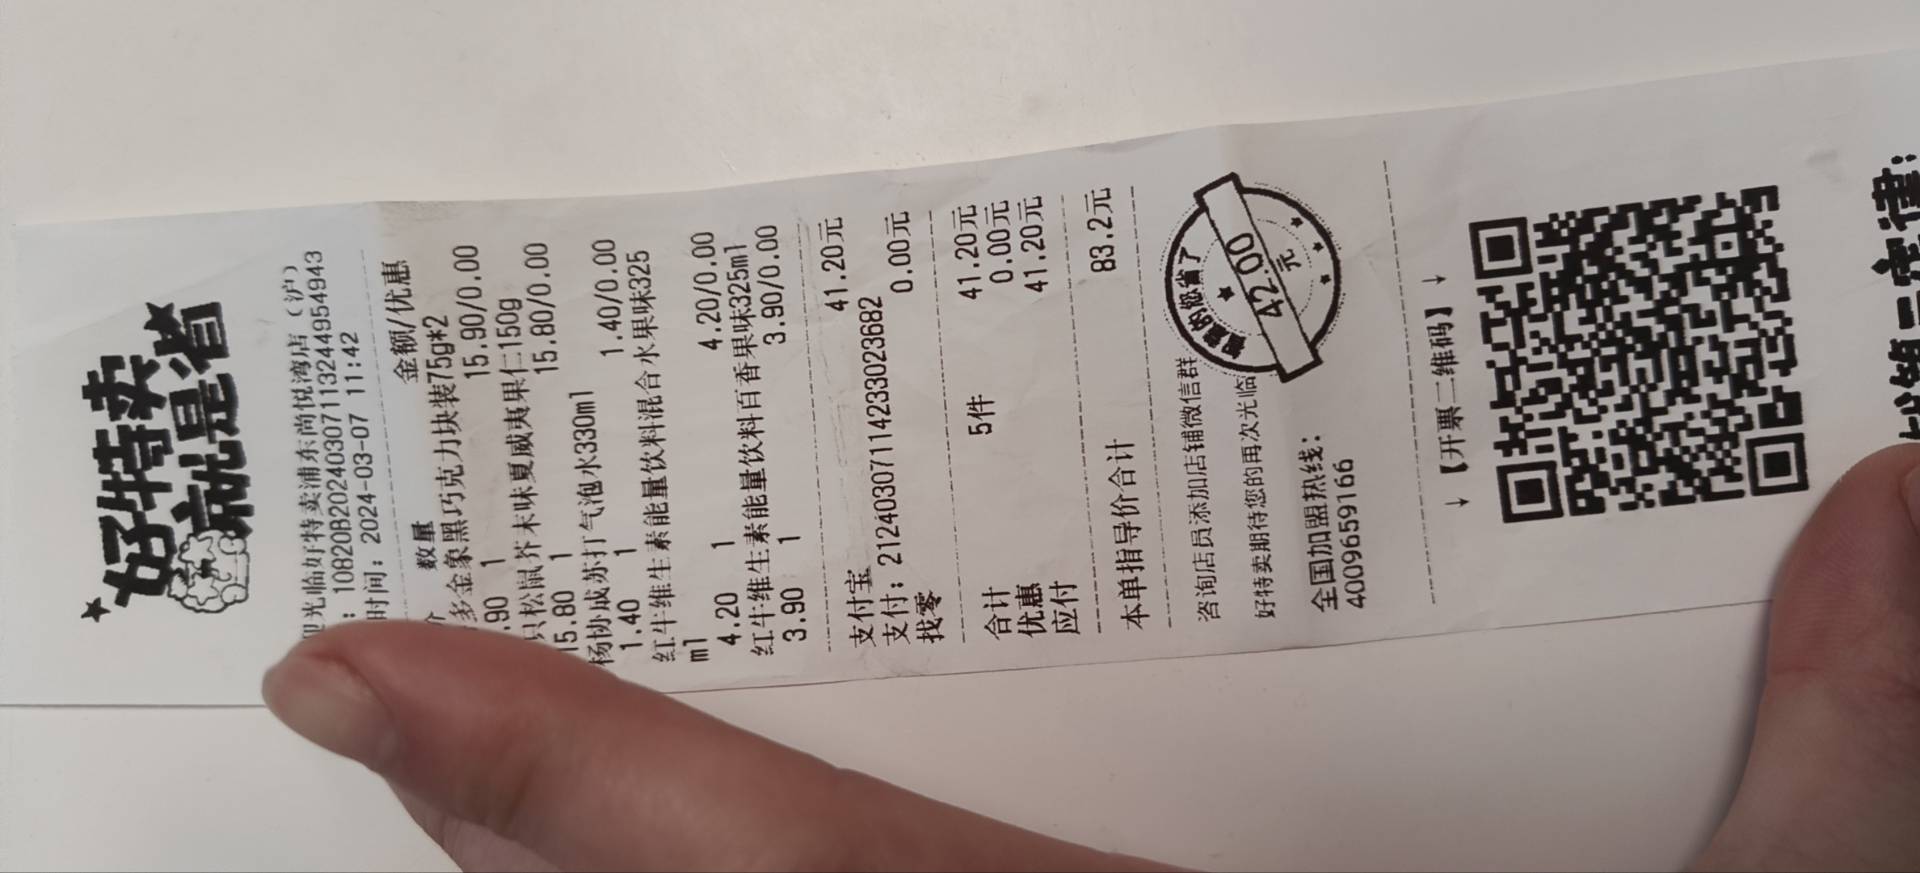 好特卖
就是省
光临好特卖浦东尚悦湾店（沪）
: 10820B20240307113244954943
时间: 2024-03-07 11:42
数量 金额/优惠
多金象黑巧克力块装75g*2
.90 1 15.90/0.00
只松鼠芥末味夏威夷果仁150g
15.80 1 15.80/0.00
杨协成苏打气泡水330ml
1.40 1 1.40/0.00
红牛维生素能量饮料混合水果味325
ml
4.20 1 4.20/0.00
红牛维生素能量饮料百香果味325ml
3.90 1 3.90/0.00
支付宝 41.20元
支付: 21240307114233023682
找零 0.00元
合计 5件 41.20元
优惠 0.00元
应付 41.20元
本单指导价合计 83.2元
咨询店员添加店铺微信群
好特卖期待您的再次光临
省了
42.00
元
全国加盟热线:
4009659166
↓【开票二维码】↓